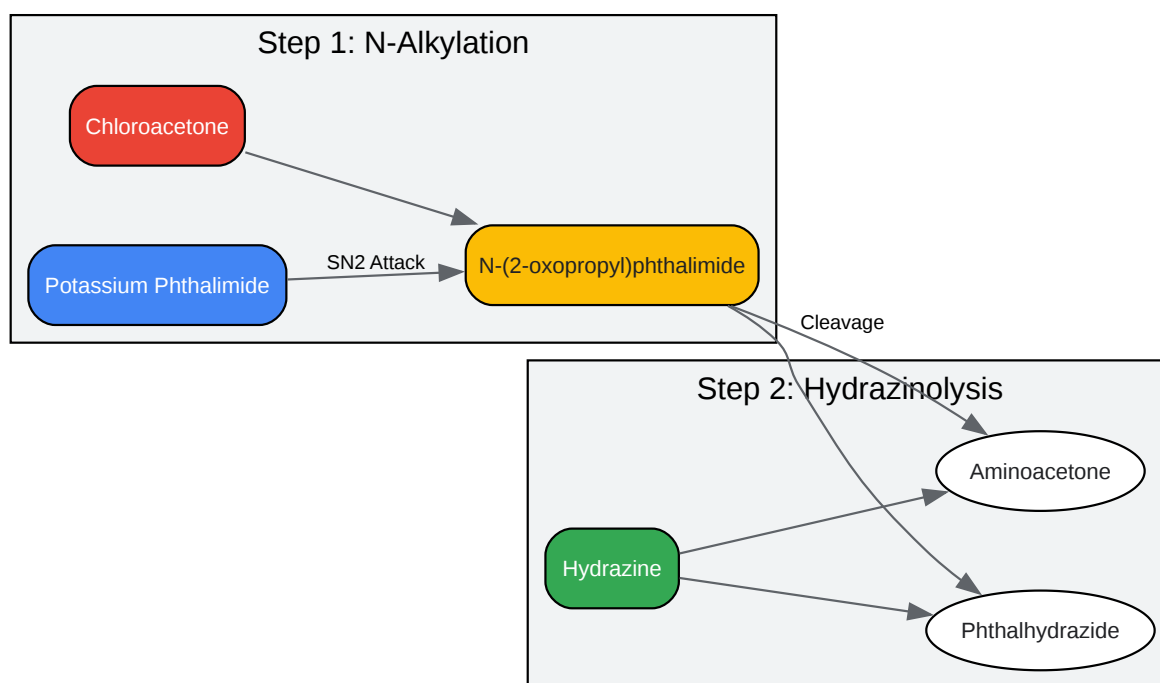 Step 1: N-Alkylation
Chloroacetone
Potassium Phthalimide
SN2 Attack
N-(2-oxopropyl)phthalimide
Cleavage
Step 2: Hydrazinolysis
Aminoacetone
Hydrazine
Phthalhydrazide